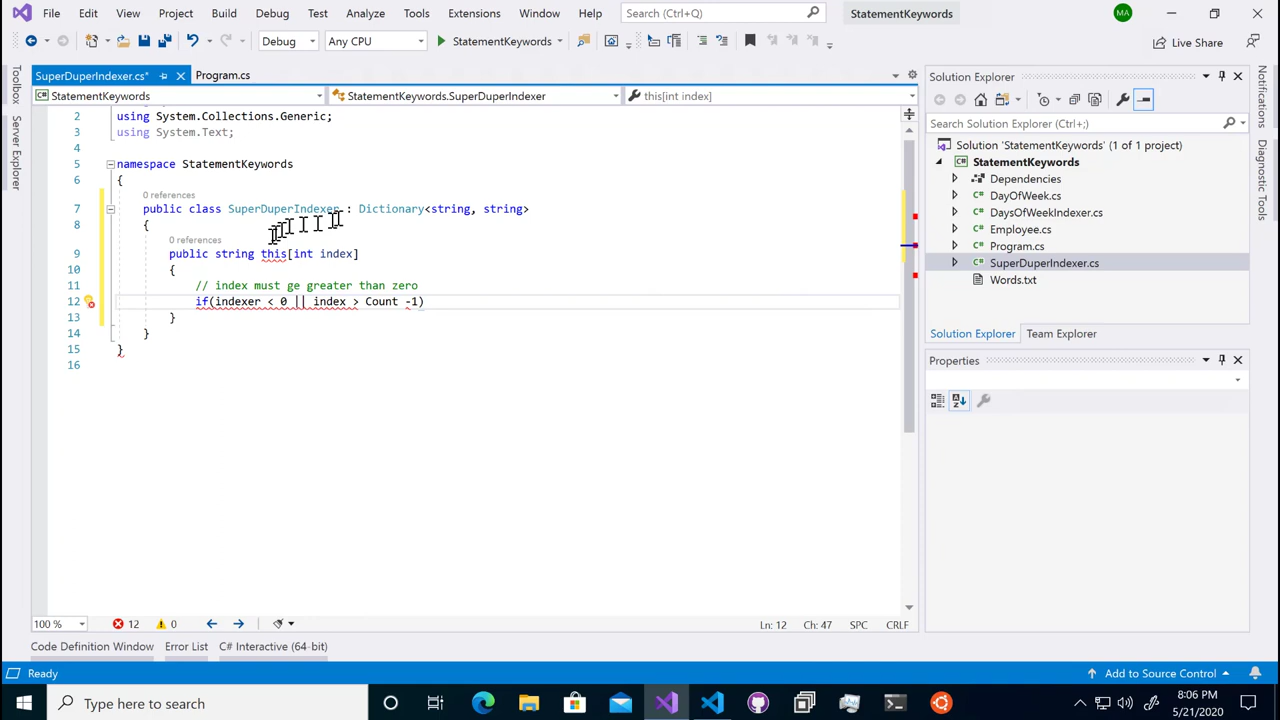 File Edit View Project Build Debug Test Analyze Tools Extensions Window Help Search (Ctrl+Q) StatementKeywords MA
Debug Any CPU StatementKeywords Live Share
SuperDuperIndexer.cs* Program.cs
StatementKeywords StatementKeywords.SuperDuperIndexer this[int index]
Toolbox
Server Explorer
2 using System.Collections.Generic;
3 using System.Text;
4
5 namespace StatementKeywords
6 {
0 references
7 public class SuperDuperIndexer : Dictionary<string, string>
8 {
0 references
9 public string this[int index]
10 {
11 // index must ge greater than zero
12 if(indexer < 0 || index > Count -1)
13 }
14 }
15 }
16
100 % 12 0 Ln: 12 Ch: 47 SPC CRLF
Code Definition Window Error List C# Interactive (64-bit)
Solution Explorer
Search Solution Explorer (Ctrl+;)
Solution 'StatementKeywords' (1 of 1 project)
StatementKeywords
Dependencies
C# DayOfWeek.cs
C# DaysOfWeekIndexer.cs
C# Employee.cs
C# Program.cs
C# SuperDuperIndexer.cs
Words.txt
Solution Explorer Team Explorer
Properties
Notifications
Diagnostic Tools
Ready Add to Source Control
Type here to search
8:06 PM
5/21/2020